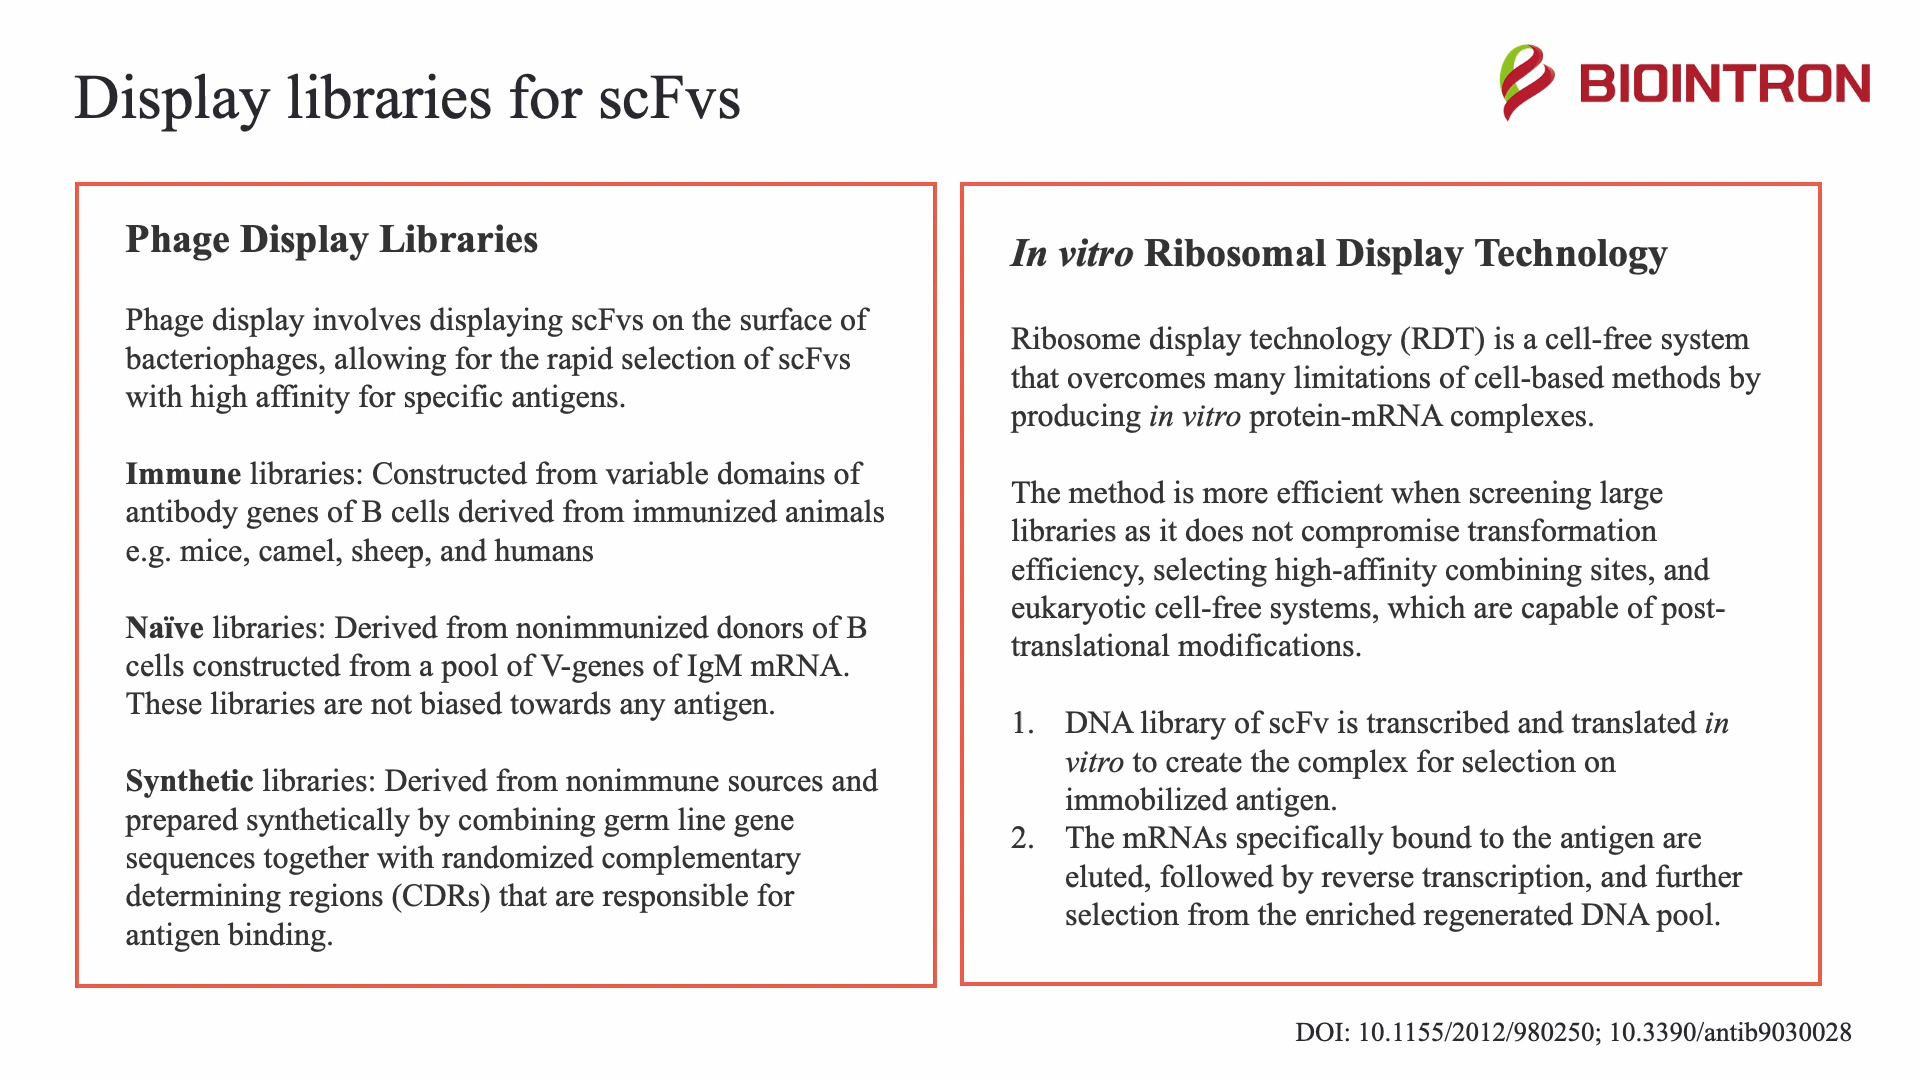 Display libraries for scFvs
BIOINTRON
Phage Display Libraries
Phage display involves displaying scFvs on the surface of
bacteriophages, allowing for the rapid selection of scFvs
with high affinity for specific antigens.
Immune libraries: Constructed from variable domains of
antibody genes of B cells derived from immunized animals
e.g. mice, camel, sheep, and humans
Naïve libraries: Derived from nonimmunized donors of B
cells constructed from a pool of V-genes of IgM mRNA.
These libraries are not biased towards any antigen.
Synthetic libraries: Derived from nonimmune sources and
prepared synthetically by combining germ line gene
sequences together with randomized complementary
determining regions (CDRs) that are responsible for
antigen binding.
In vitro Ribosomal Display Technology
Ribosome display technology (RDT) is a cell-free system
that overcomes many limitations of cell-based methods by
producing in vitro protein-mRNA complexes.
The method is more efficient when screening large
libraries as it does not compromise transformation
efficiency, selecting high-affinity combining sites, and
eukaryotic cell-free systems, which are capable of post-
translational modifications.
1. DNA library of scFv is transcribed and translated in
vitro to create the complex for selection on
immobilized antigen.
2. The mRNAs specifically bound to the antigen are
eluted, followed by reverse transcription, and further
selection from the enriched regenerated DNA pool.
DOI: 10.1155/2012/980250; 10.3390/antib9030028